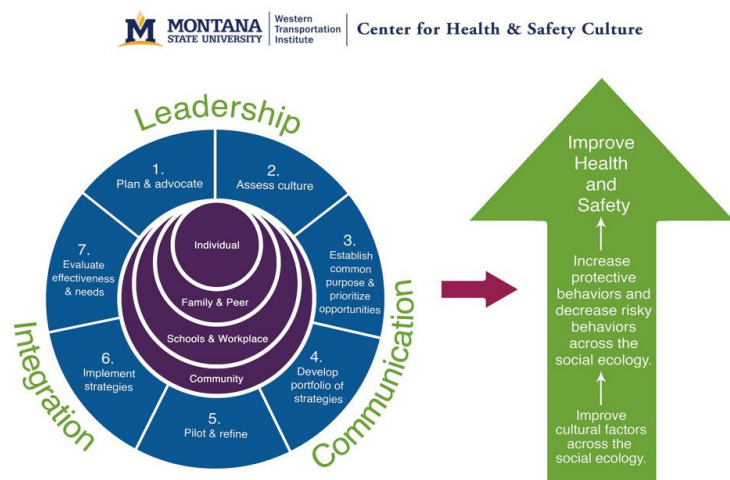 M
MONTANA
STATE UNIVERSITY
Western
Transportation
Institute
Center for Health & Safety Culture
Leadership
Communication
Integration
1.
Plan & advocate
2.
Assess culture
3.
Establish
common
purpose &
prioritize
opportunities
4.
Develop
portfolio of
strategies
5.
Pilot & refine
6.
Implement
strategies
7.
Evaluate
effectiveness
& needs
Individual
Family & Peer
Schools & Workplace
Community
Improve
Health
and
Safety
Increase
protective
behaviors and
decrease risky
behaviors
across the
social ecology.
Improve
cultural factors
across the
social ecology.